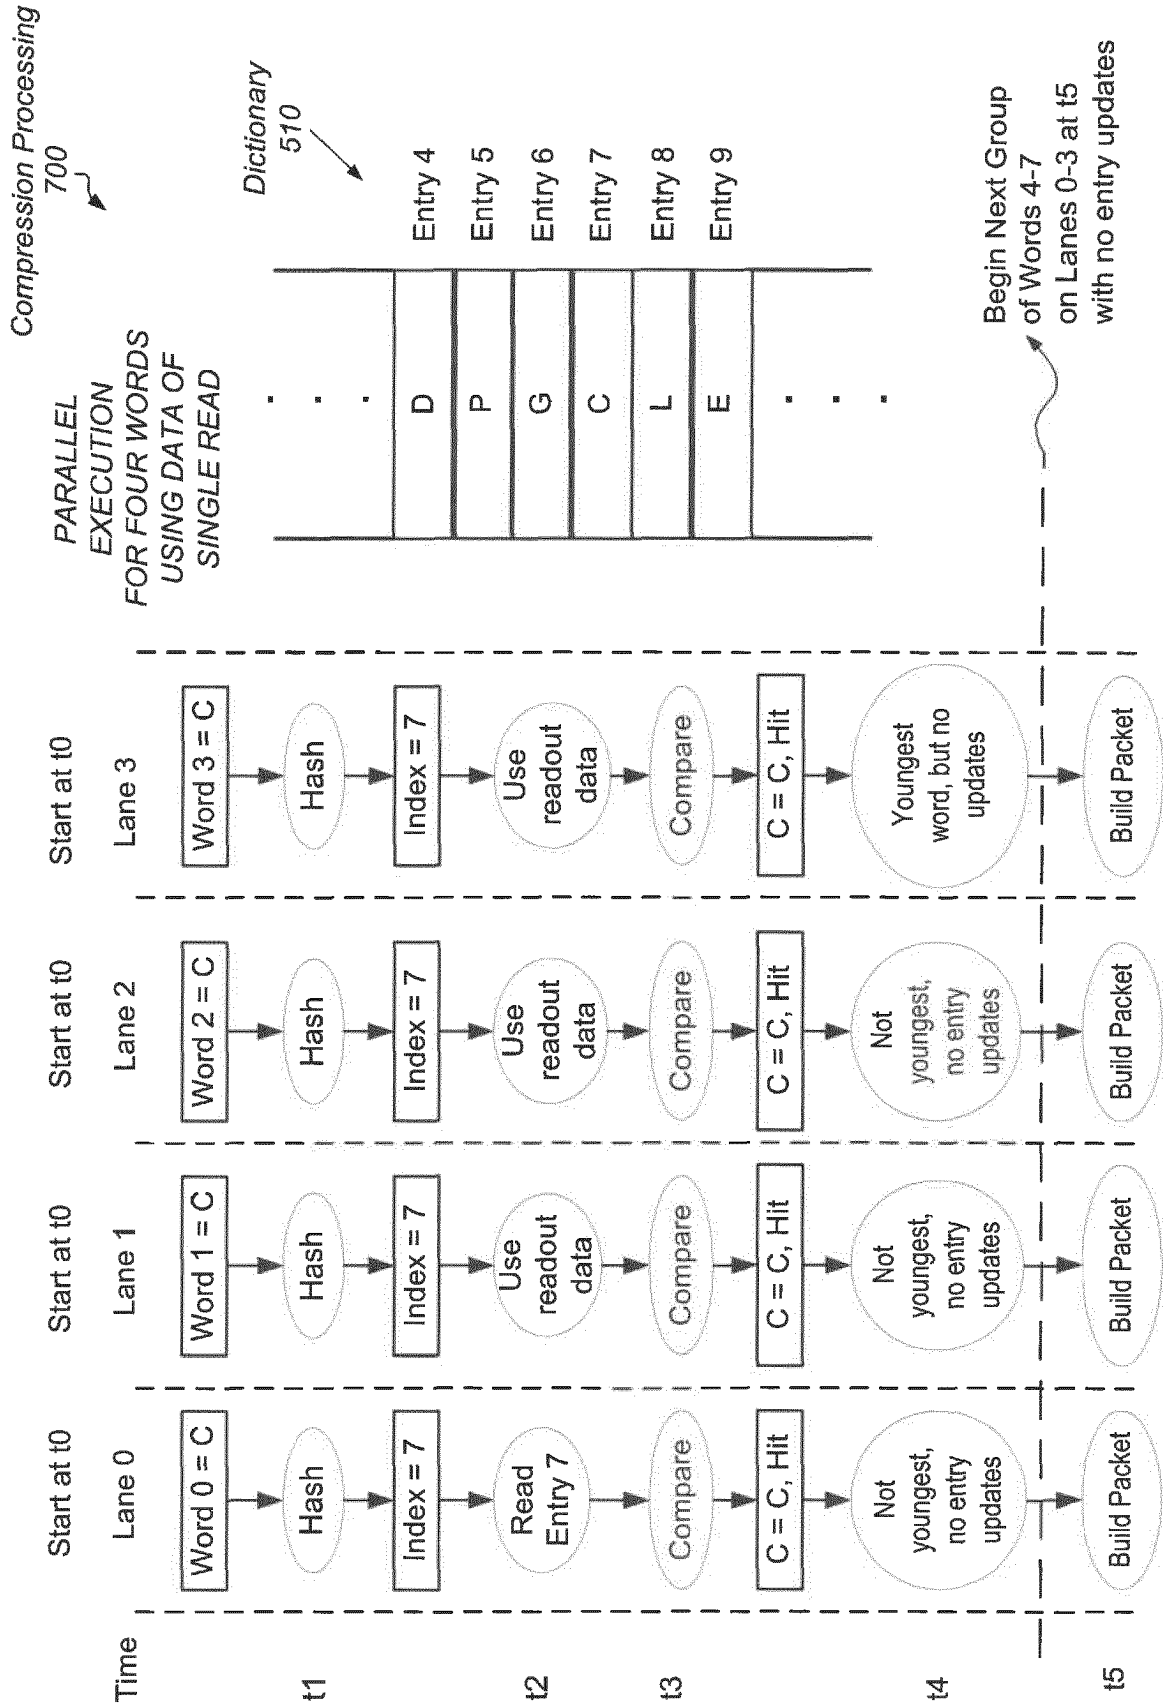 Compression Processing
700
PARALLEL
EXECUTION
FOR FOUR WORDS
USING DATA OF
SINGLE READ
Dictionary
510
D
Entry 4
P
Entry 5
G
Entry 6
C
Entry 7
L
Entry 8
E
Entry 9
Begin Next Group
of Words 4-7
on Lanes 0-3 at t5
with no entry updates
Time
t1
t2
t3
t4
t5
Start at t0
Lane 0
Word 0 = C
Hash
Index = 7
Read
Entry 7
Compare
C = C, Hit
Not
youngest,
no entry
updates
Build Packet
Start at t0
Lane 1
Word 1 = C
Hash
Index = 7
Use
readout
data
Compare
C = C, Hit
Not
youngest,
no entry
updates
Build Packet
Start at t0
Lane 2
Word 2 = C
Hash
Index = 7
Use
readout
data
Compare
C = C, Hit
Not
youngest,
no entry
updates
Build Packet
Start at t0
Lane 3
Word 3 = C
Hash
Index = 7
Use
readout
data
Compare
C = C, Hit
Youngest
word, but no
updates
Build Packet